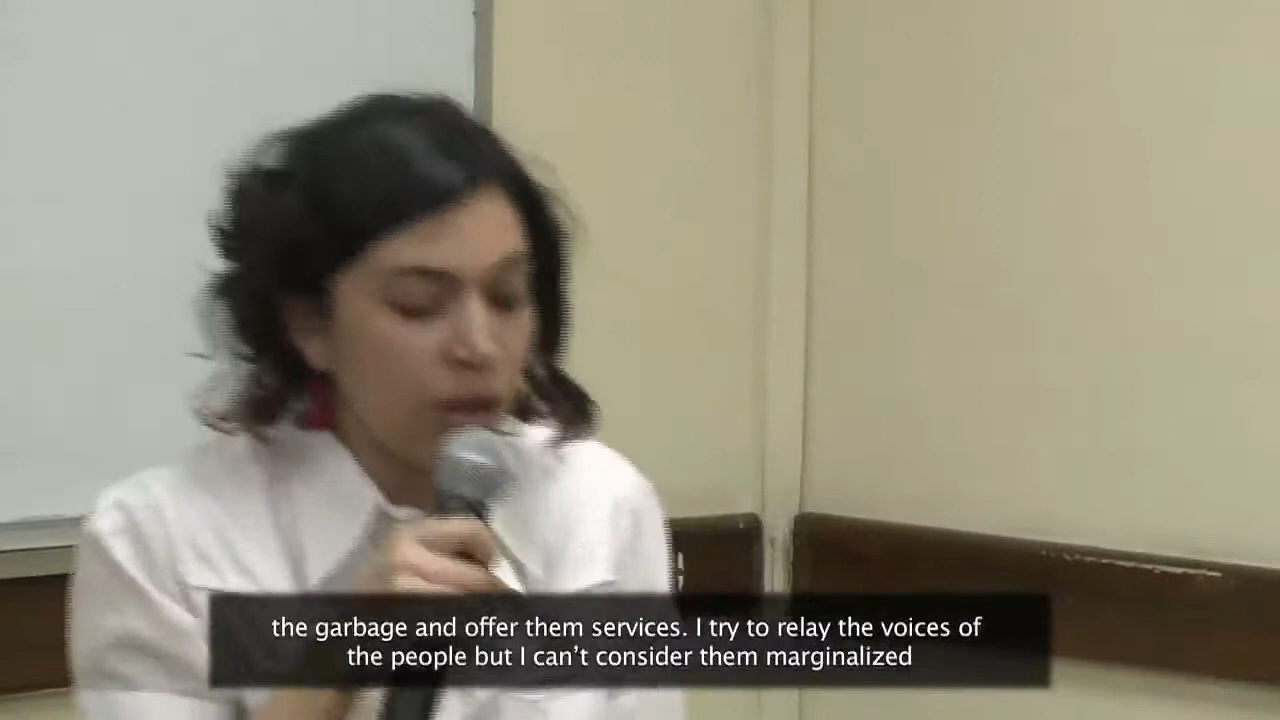 the garbage and offer them services. I try to relay the voices of
the people but I can’t consider them marginalized